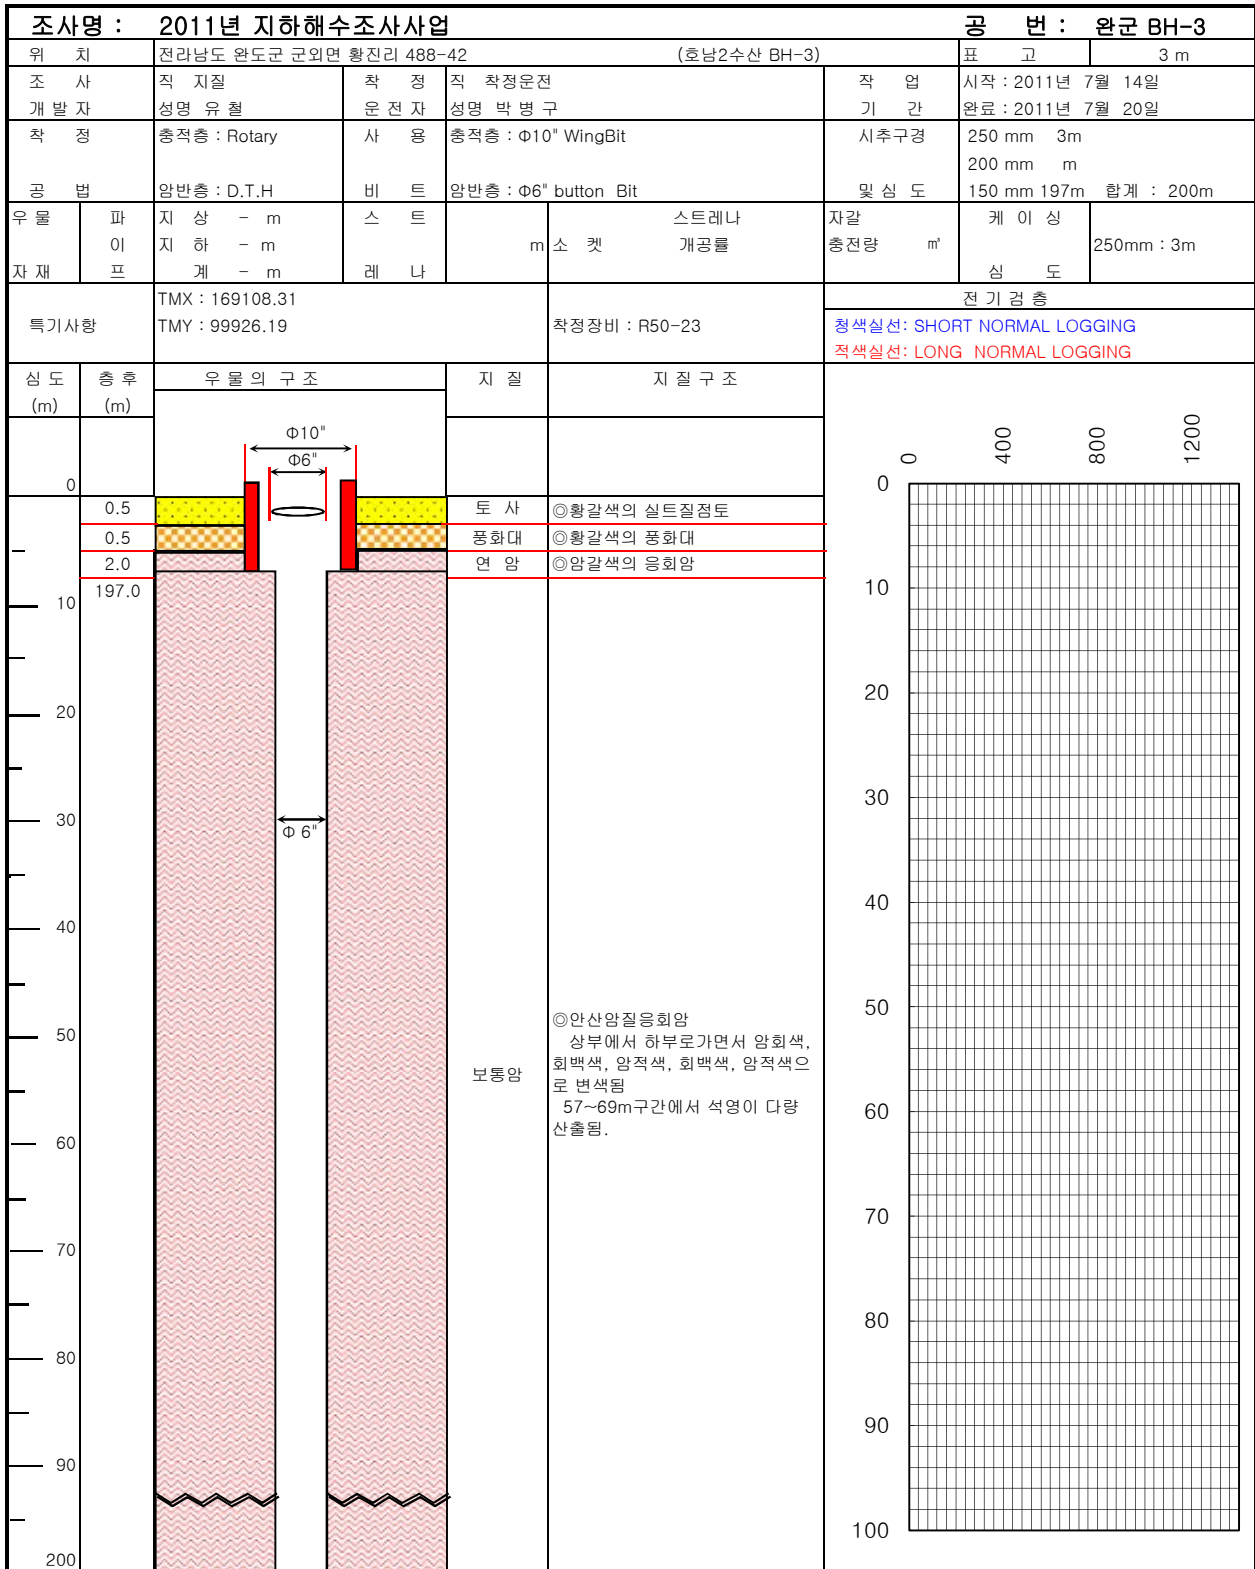 조사명 : 2011년 지하해수조사사업 공 번 : 완군 BH-3
위 치 전라남도 완도군 군외면 황진리 488-42 (호남2수산 BH-3) 표 고 3 m
조 사 직 지질 착 정 직 착정운전 작 업 시작 : 2011년 7월 14일
개 발 자 성명 유 철 운 전 자 성명 박 병 구 기 간 완료 : 2011년 7월 20일
착 정 충적층 : Rotary 사 용 충적층 : Φ10" WingBit 시추구경 250 mm 3m
200 mm m
공 법 암반층 : D.T.H 비 트 암반층 : Φ6" button Bit 및 심 도 150 mm 197m 합계 : 200m
우 물 파 지 상 - m 스 트 스트레나 자갈 케 이 싱
이 지 하 - m m 소 켓 개공률 충전량 ㎥ 250mm : 3m
자 재 프 계 - m 레 나 심 도
TMX : 169108.31 전 기 검 층
특기사항 TMY : 99926.19 착정장비 : R50-23 청색실선: SHORT NORMAL LOGGING
적색실선: LONG NORMAL LOGGING
심 도 층 후 우 물 의 구 조 지 질 지 질 구 조
(m) (m)
Φ10"
Φ6"
0 400 800 1200
0 0
0.5 토 사 ◎황갈색의 실트질점토
0.5 풍화대 ◎황갈색의 풍화대
2.0 연 암 ◎암갈색의 응회암
197.0
10 10
20 20
30 30
Φ 6"
40 40
50 50
◎안산암질응회암
상부에서 하부로가면서 암회색,
회백색, 암적색, 회백색, 암적색으
보통암 로 변색됨
57~69m구간에서 석영이 다량
산출됨.
60 60
70 70
80 80
90 90
200 100